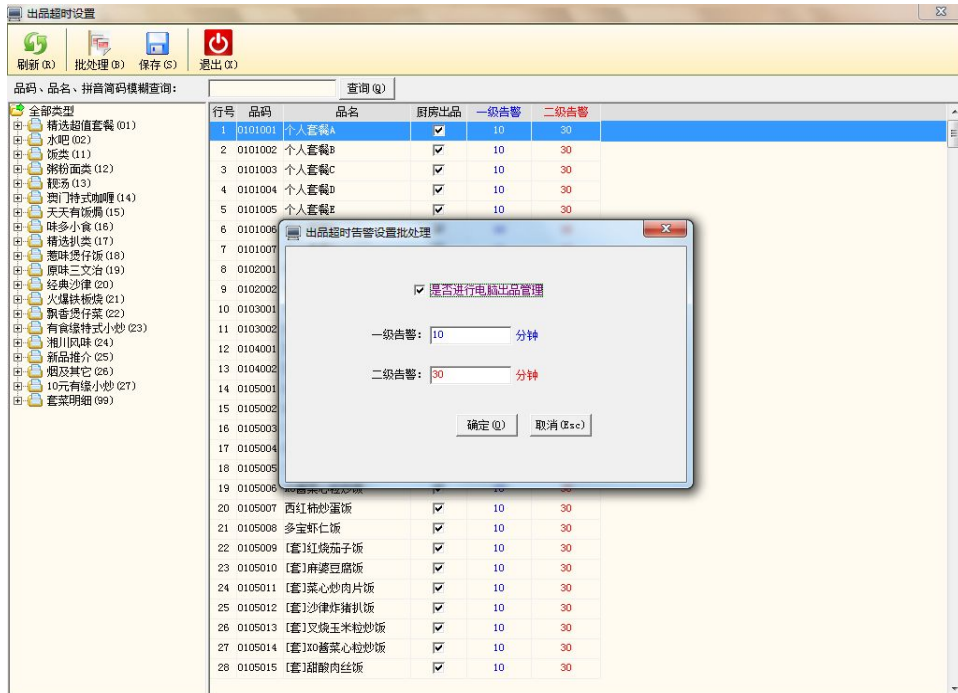 出品超时设置
刷新(R) 批处理(B) 保存(S) 退出(X)
品码、品名、拼音简码模糊查询: 查询(Q)
全部类型
精选超值套餐(01)
水吧(02)
饭类(11)
粥粉面类(12)
靓汤(13)
澳门特式咖喱(14)
天天有饭焗(15)
味多小食(16)
精选扒类(17)
惹味煲仔饭(18)
原味三文治(19)
经典沙律(20)
火爆铁板烧(21)
飘香煲仔菜(22)
有食缘特式小炒(23)
湘川风味(24)
新品推介(25)
烟及其它(26)
10元有缘小炒(27)
套菜明细(99)
行号 品码 品名 厨房出品 一级告警 二级告警
1 0101001 个人套餐A 10 30
2 0101002 个人套餐B 10 30
3 0101003 个人套餐C 10 30
4 0101004 个人套餐D 10 30
5 0101005 个人套餐E 10 30
6 0101006
7 0101007
8 0102001
9 0102002
10 0103001
11 0103002
12 0104001
13 0104002
14 0105001
15 0105002
16 0105003
17 0105004
18 0105005
19 0105006
20 0105007 西红柿炒蛋饭 10 30
21 0105008 多宝虾仁饭 10 30
22 0105009 [套]红烧茄子饭 10 30
23 0105010 [套]麻婆豆腐饭 10 30
24 0105011 [套]菜心炒肉片饭 10 30
25 0105012 [套]沙律炸猪扒饭 10 30
26 0105013 [套]叉烧玉米粒炒饭 10 30
27 0105014 [套]XO酱菜心粒炒饭 10 30
28 0105015 [套]甜酸肉丝饭 10 30
出品超时告警设置批处理
是否进行电脑出品管理
一级告警: 10 分钟
二级告警: 30 分钟
确定(O) 取消(Esc)